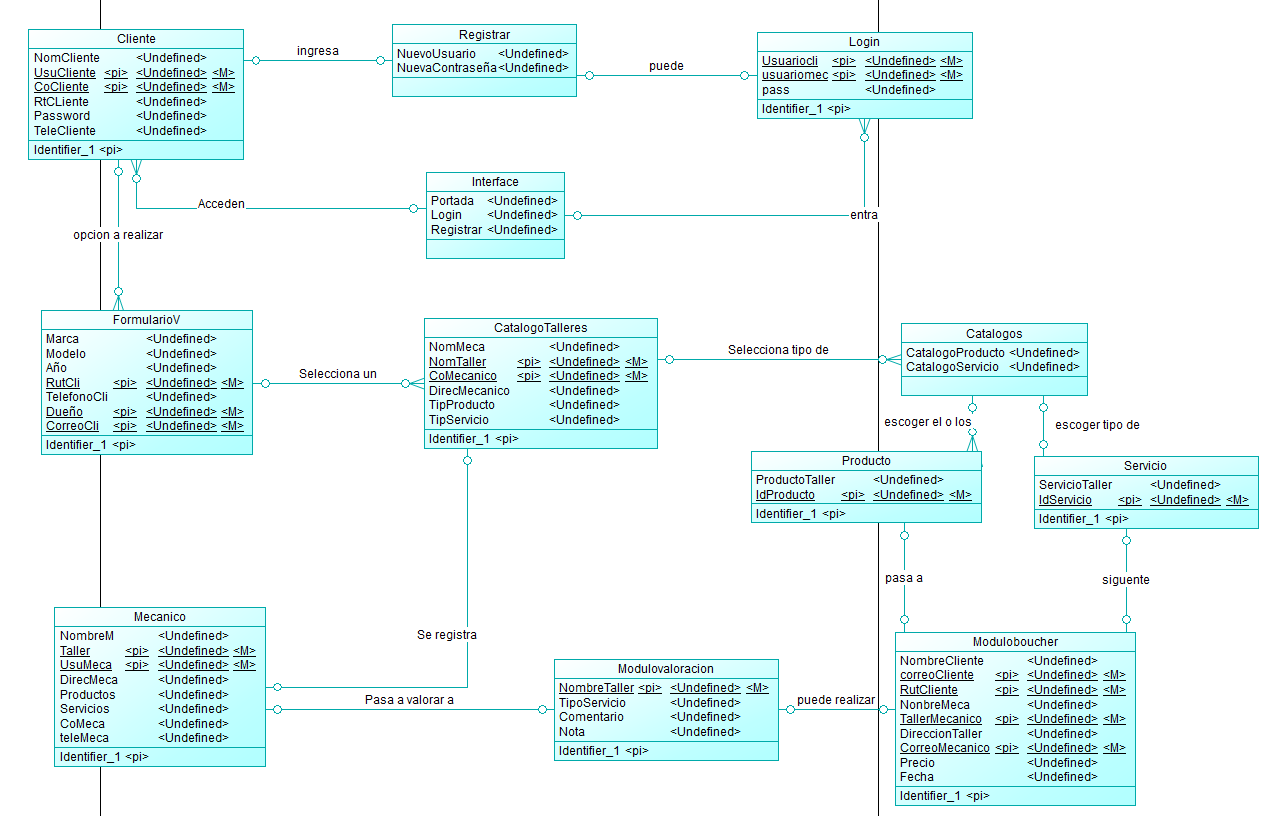 Cliente
NomCliente <Undefined>
UsuCliente <pi> <Undefined> <M>
CoCliente <pi> <Undefined> <M>
RtCLiente <Undefined>
Password <Undefined>
TeleCliente <Undefined>
Identifier_1 <pi>
ingresa
Registrar
NuevoUsuario <Undefined>
NuevaContraseña <Undefined>
puede
Login
Usuariocli <pi> <Undefined> <M>
usuariomec <pi> <Undefined> <M>
pass <Undefined>
Identifier_1 <pi>
Acceden
Interface
Portada <Undefined>
Login <Undefined>
Registrar <Undefined>
entra
opcion a realizar
FormularioV
Marca <Undefined>
Modelo <Undefined>
Año <Undefined>
RutCli <pi> <Undefined> <M>
TelefonoCli <Undefined>
Dueño <pi> <Undefined> <M>
CorreoCli <pi> <Undefined> <M>
Identifier_1 <pi>
Selecciona un
CatalogoTalleres
NomMeca <Undefined>
NomTaller <pi> <Undefined> <M>
CoMecanico <pi> <Undefined> <M>
DirecMecanico <Undefined>
TipProducto <Undefined>
TipServicio <Undefined>
Identifier_1 <pi>
Selecciona tipo de
Catalogos
CatalogoProducto <Undefined>
CatalogoServicio <Undefined>
escoger el o los
escoger tipo de
Producto
ProductoTaller <Undefined>
IdProducto <pi> <Undefined> <M>
Identifier_1 <pi>
Servicio
ServicioTaller <Undefined>
IdServicio <pi> <Undefined> <M>
Identifier_1 <pi>
pasa a
siguente
Se registra
Mecanico
NombreM <Undefined>
Taller <pi> <Undefined> <M>
UsuMeca <pi> <Undefined> <M>
DirecMeca <Undefined>
Productos <Undefined>
Servicios <Undefined>
CoMeca <Undefined>
teleMeca <Undefined>
Identifier_1 <pi>
Pasa a valorar a
Modulovaloracion
NombreTaller <pi> <Undefined> <M>
TipoServicio <Undefined>
Comentario <Undefined>
Nota <Undefined>
Identifier_1 <pi>
puede realizar
Moduloboucher
NombreCliente <Undefined>
correoCliente <pi> <Undefined> <M>
RutCliente <pi> <Undefined> <M>
NonbreMeca <Undefined>
TallerMecanico <pi> <Undefined> <M>
DireccionTaller <Undefined>
CorreoMecanico <pi> <Undefined> <M>
Precio <Undefined>
Fecha <Undefined>
Identifier_1 <pi>